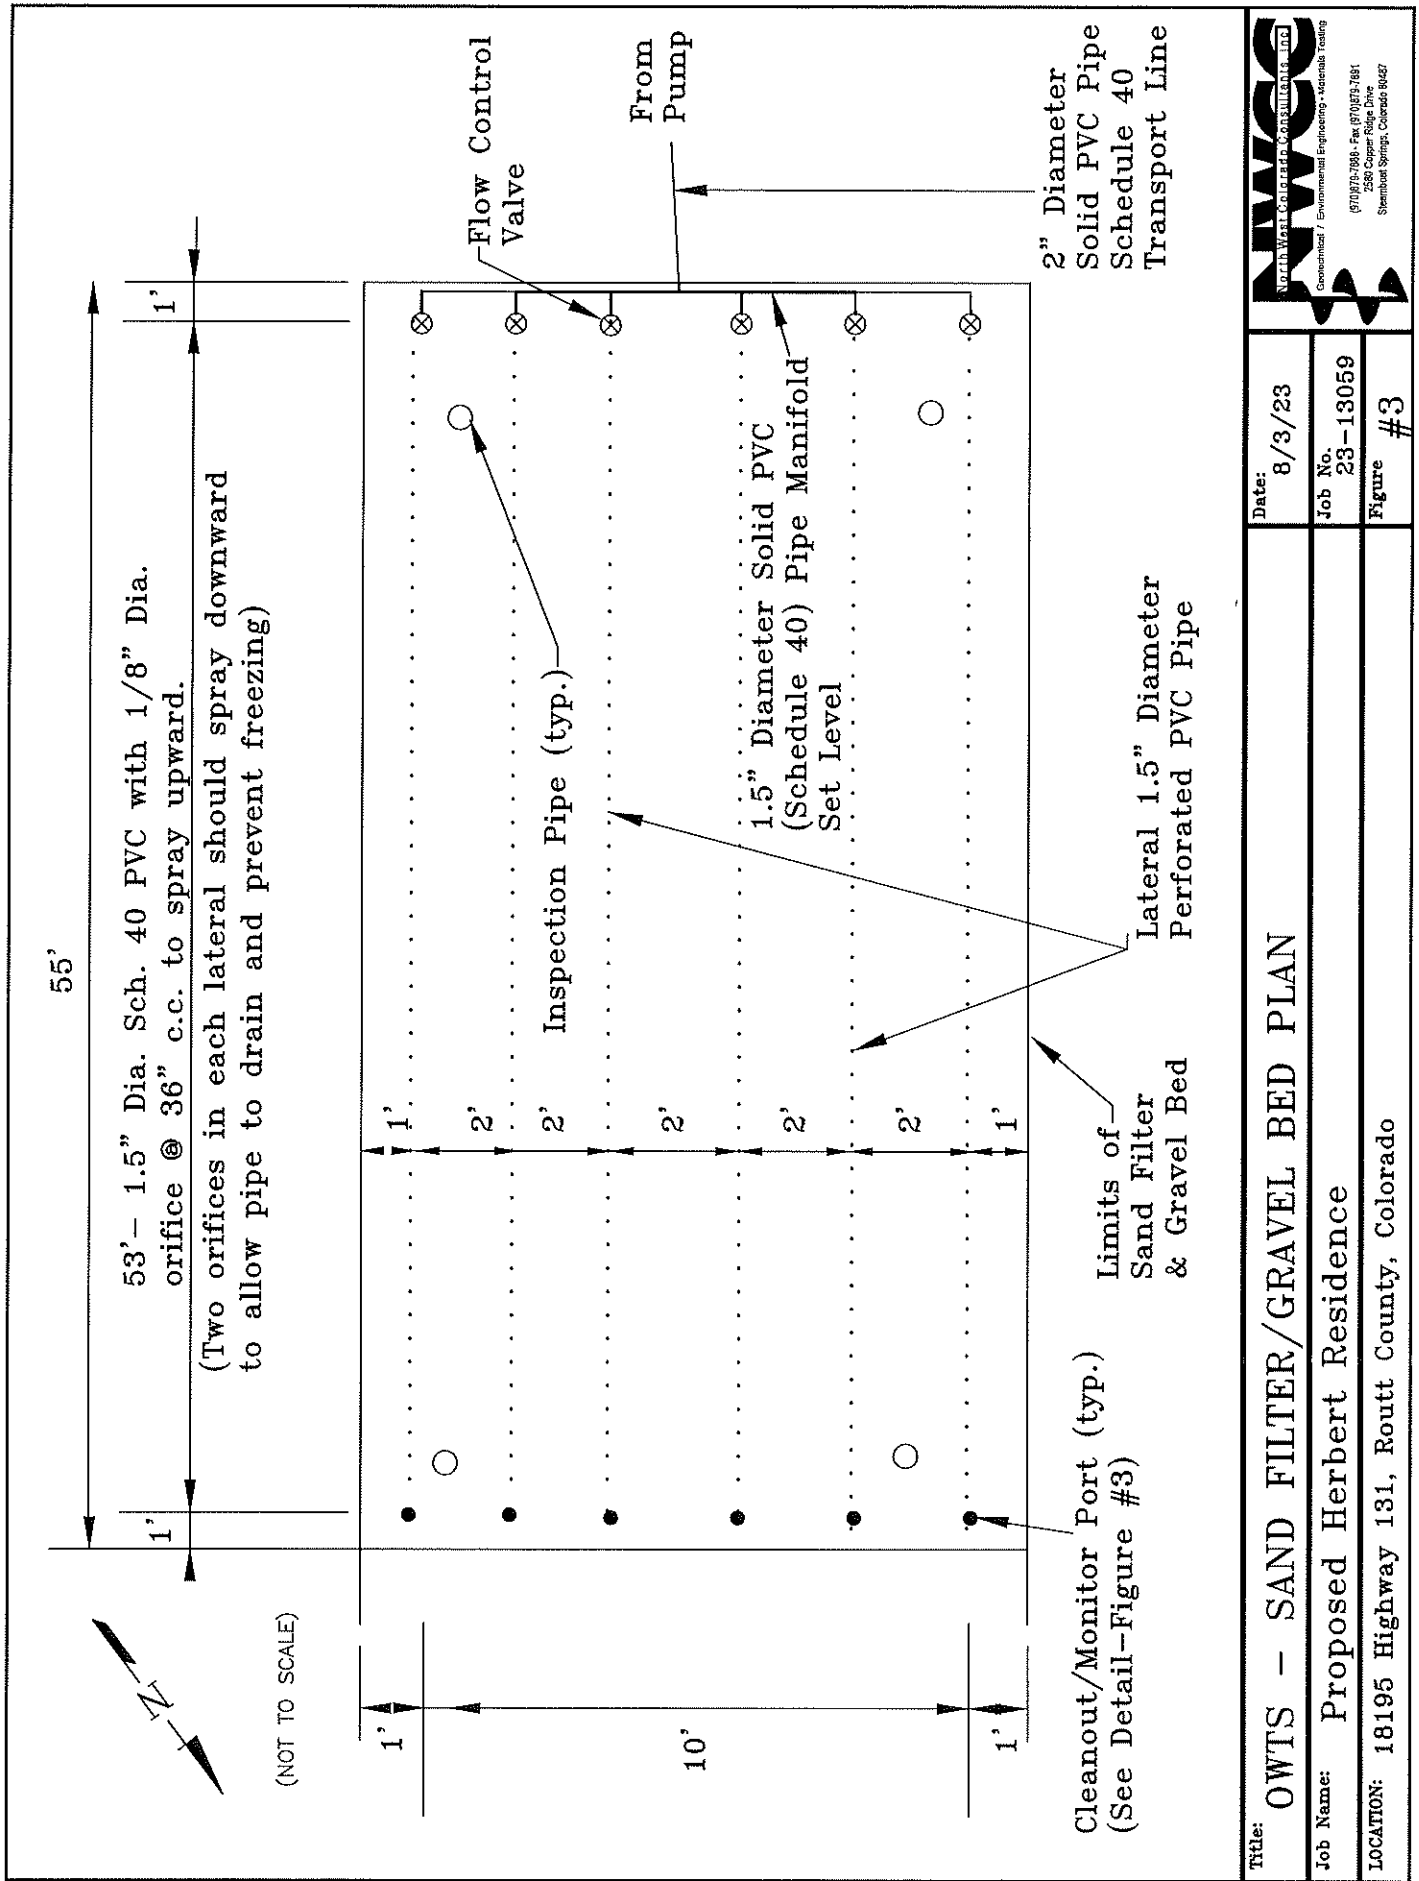 55'
1'
1'
53'– 1.5" Dia. Sch. 40 PVC with 1/8" Dia.
orifice @ 36" c.c. to spray upward.
(Two orifices in each lateral should spray downward
to allow pipe to drain and prevent freezing)
N
(NOT TO SCALE)
Flow Control
Valve
From
Pump
2" Diameter
Solid PVC Pipe
Schedule 40
Transport Line
Inspection Pipe (typ.)
1.5" Diameter Solid PVC
(Schedule 40) Pipe Manifold
Set Level
1'
2'
2'
2'
2'
2'
1'
1'
10'
1'
Lateral 1.5" Diameter
Perforated PVC Pipe
Limits of
Sand Filter
& Gravel Bed
Cleanout/Monitor Port (typ.)
(See Detail–Figure #3)
Title: OWTS – SAND FILTER/GRAVEL BED PLAN
Job Name: Proposed Herbert Residence
LOCATION: 18195 Highway 131, Routt County, Colorado
Date: 8/3/23
Job No. 23–13059
Figure #3
NWCC
NorthWest Colorado Consultants, Inc.
Geotechnical / Environmental Engineering • Materials Testing
(970)879-7888 • Fax (970)879-7891
2580 Copper Ridge Drive
Steamboat Springs, Colorado 80487